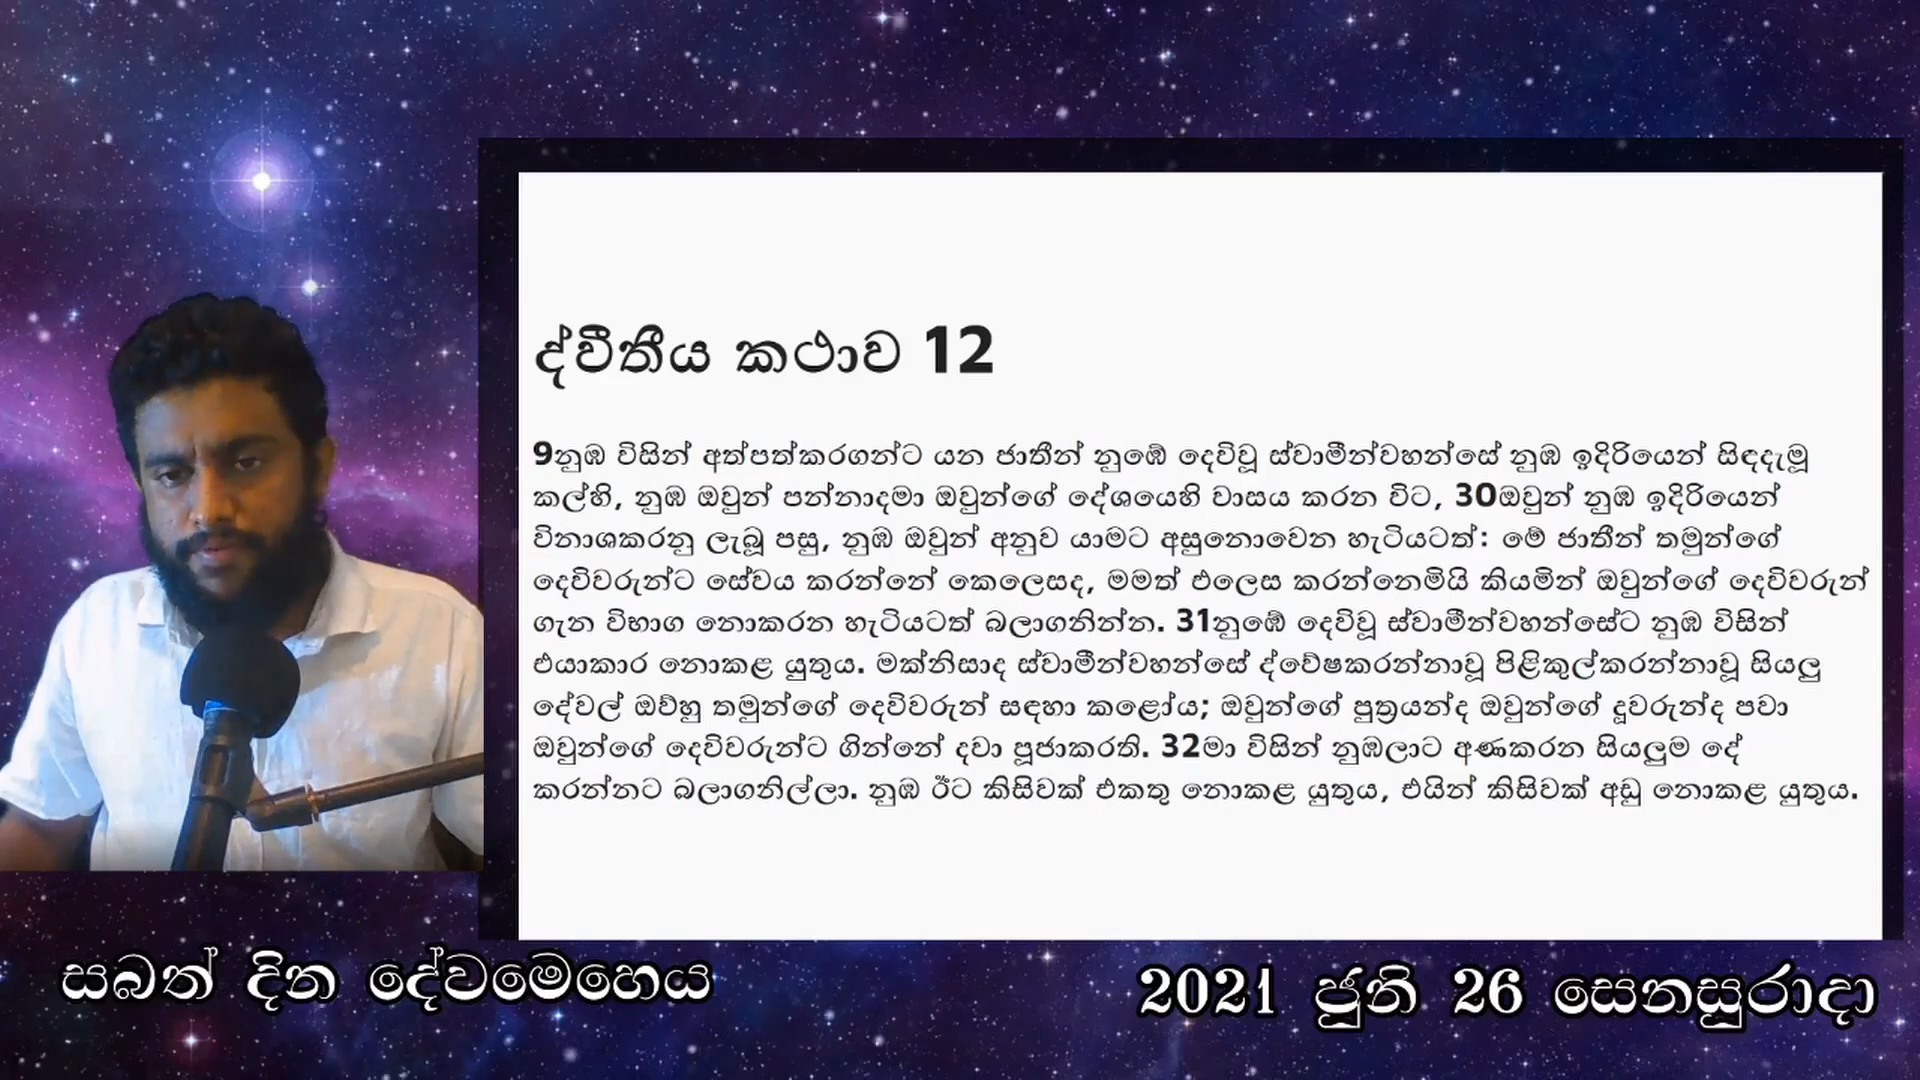 ද්වීතීය කථාව 12
9නුඹ විසින් අත්පත්කරගන්ට යන ජාතීන් නුඹේ දෙවිවූ ස්වාමීන්වහන්සේ නුඹ ඉදිරියෙන් සිඳදැමූ
කල්හි, නුඹ ඔවුන් පන්නාදමා ඔවුන්ගේ දේශයෙහි වාසය කරන විට, 30ඔවුන් නුඹ ඉදිරියෙන්
විනාශකරනු ලැබූ පසු, නුඹ ඔවුන් අනුව යාමට අසුනොවෙන හැටියටත්: මේ ජාතීන් තමුන්ගේ
දෙවිවරුන්ට සේවය කරන්නේ කෙලෙසද, මමත් එලෙස කරන්නෙමියි කියමින් ඔවුන්ගේ දෙවිවරුන්
ගැන විභාග නොකරන හැටියටත් බලාගනින්න. 31නුඹේ දෙවිවූ ස්වාමීන්වහන්සේට නුඹ විසින්
එයාකාර නොකළ යුතුය. මක්නිසාද ස්වාමීන්වහන්සේ ද්වේෂකරන්නාවූ පිළිකුල්කරන්නාවූ සියලු
දේවල් ඔව්හු තමුන්ගේ දෙවිවරුන් සඳහා කළෝය; ඔවුන්ගේ පුත්‍රයන්ද ඔවුන්ගේ දූවරුන්ද පවා
ඔවුන්ගේ දෙවිවරුන්ට ගින්නේ දවා පූජාකරති. 32මා විසින් නුඹලාට අණකරන සියලුම දේ
කරන්නට බලාගනිල්ලා. නුඹ ඊට කිසිවක් එකතු නොකළ යුතුය, එයින් කිසිවක් අඩු නොකළ යුතුය.
සබත් දින දේවමෙහෙය
2021 ජුනි 26 සෙනසුරාදා